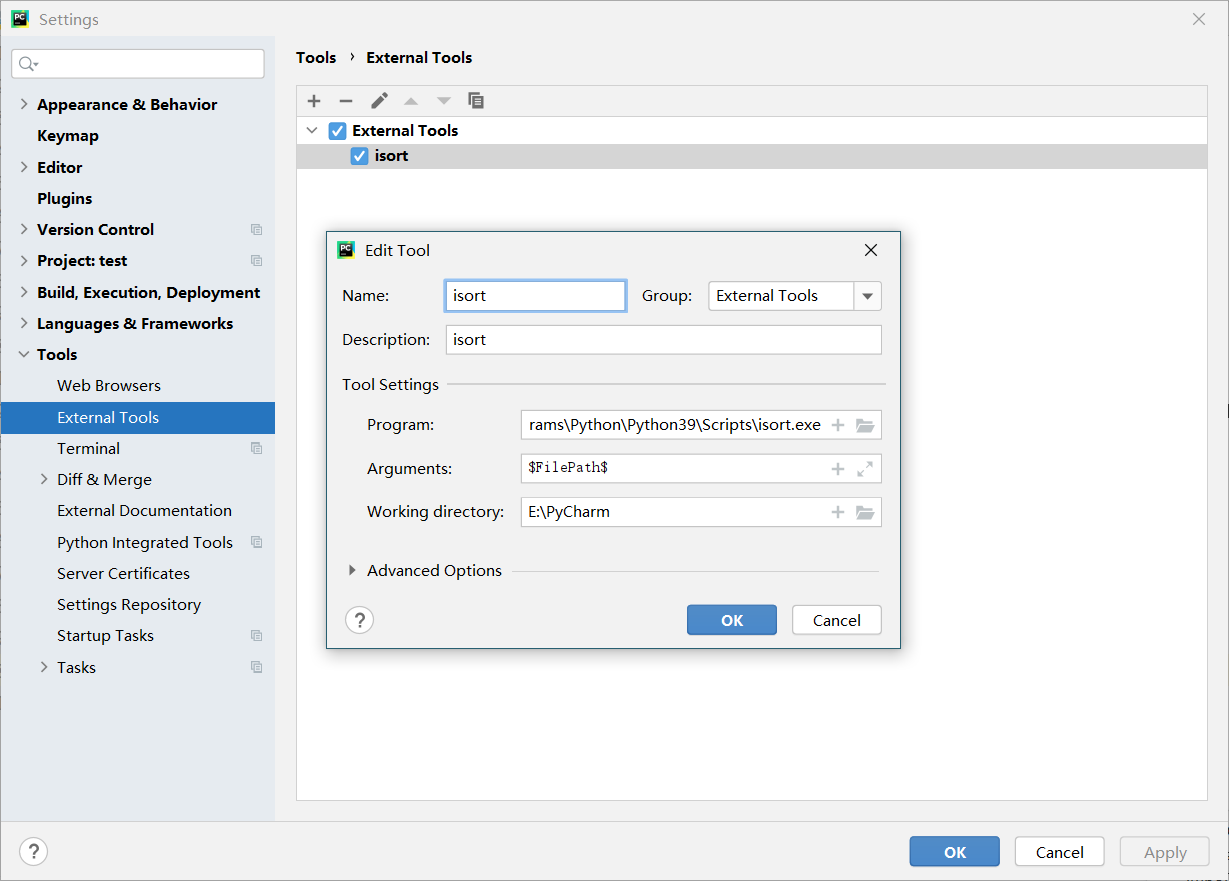 PC Settings
Tools › External Tools
Appearance & Behavior
Keymap
Editor
Plugins
Version Control
Project: test
Build, Execution, Deployment
Languages & Frameworks
Tools
Web Browsers
External Tools
Terminal
Diff & Merge
External Documentation
Python Integrated Tools
Server Certificates
Settings Repository
Startup Tasks
Tasks
External Tools
isort
PC Edit Tool
Name: isort Group: External Tools
Description: isort
Tool Settings
Program: rams\Python\Python39\Scripts\isort.exe
Arguments: $FilePath$
Working directory: E:\PyCharm
Advanced Options
? OK Cancel
? OK Cancel Apply